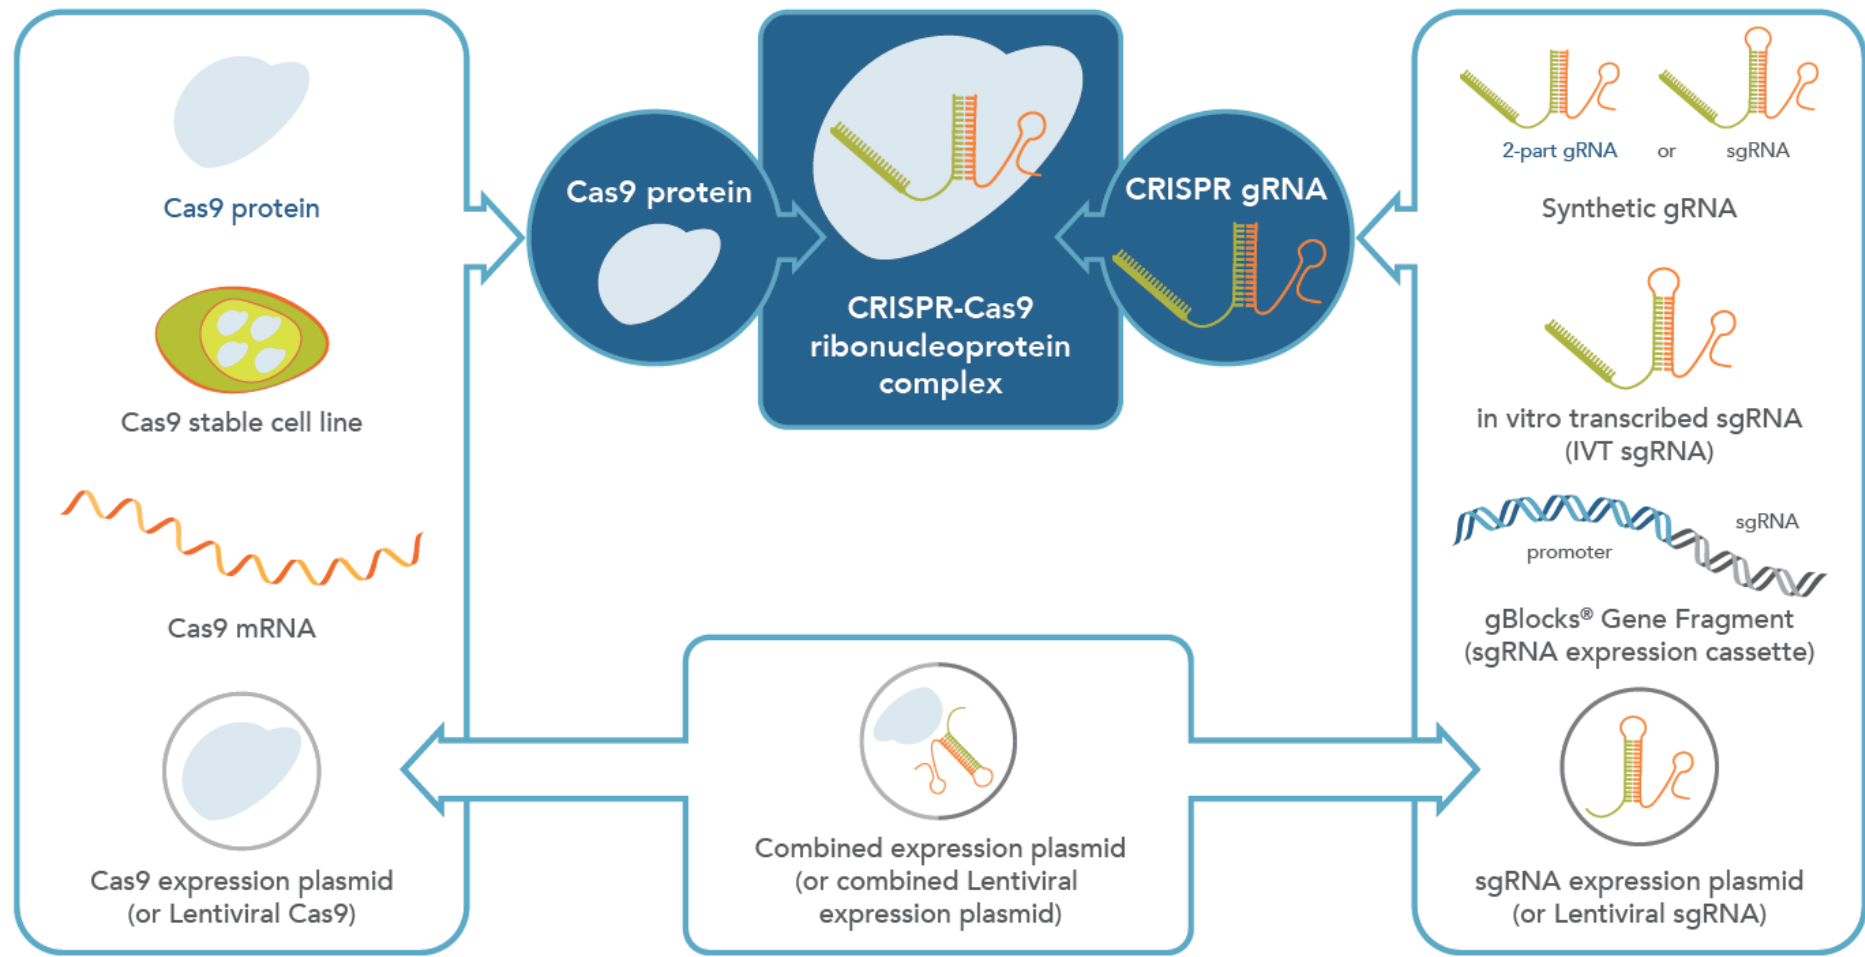 Cas9 protein
Cas9 stable cell line
Cas9 mRNA
Cas9 expression plasmid
(or Lentiviral Cas9)
Cas9 protein
CRISPR-Cas9
ribonucleoprotein
complex
CRISPR gRNA
Combined expression plasmid
(or combined Lentiviral
expression plasmid)
2-part gRNA or sgRNA
Synthetic gRNA
in vitro transcribed sgRNA
(IVT sgRNA)
sgRNA
promoter
gBlocks® Gene Fragment
(sgRNA expression cassette)
sgRNA expression plasmid
(or Lentiviral sgRNA)